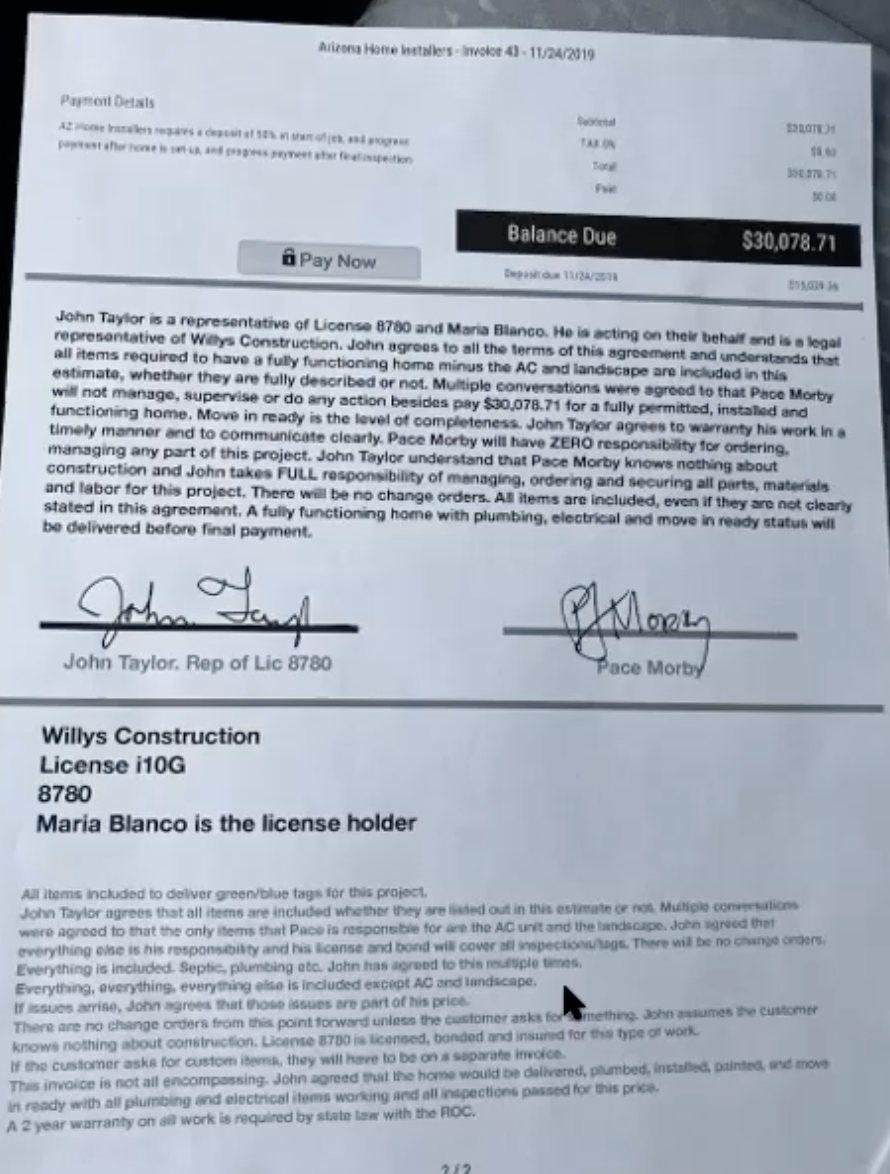 Arizona Home Installers - Invoice 43 - 11/24/2019
Payment Details
AZ Home Installers requires a deposit of 50% at start of job, and progress
payment after home is set up, and progress payment after final inspection
Subtotal
$30,078.71
TAX 0%
$0.00
Total
$30,078.71
Paid
$0.00
Balance Due
$30,078.71
Pay Now
Deposit due 11/24/2019
$15,039.36
John Taylor is a representative of License 8780 and Maria Blanco. He is acting on their behalf and is a legal
representative of Willys Construction. John agrees to all the terms of this agreement and understands that
all items required to have a fully functioning home minus the AC and landscape are included in this
estimate, whether they are fully described or not. Multiple conversations were agreed to that Pace Morby
will not manage, supervise or do any action besides pay $30,078.71 for a fully permitted, installed and
functioning home. Move in ready is the level of completeness. John Taylor agrees to warranty his work in a
timely manner and to communicate clearly. Pace Morby will have ZERO responsibility for ordering,
managing any part of this project. John Taylor understand that Pace Morby knows nothing about
construction and John takes FULL responsibility of managing, ordering and securing all parts, materials
and labor for this project. There will be no change orders. All items are included, even if they are not clearly
stated in this agreement. A fully functioning home with plumbing, electrical and move in ready status will
be delivered before final payment.
John Tayl
PJMorby
John Taylor. Rep of Lic 8780
Pace Morby
Willys Construction
License i10G
8780
Maria Blanco is the license holder
All items included to deliver green/blue tags for this project.
John Taylor agrees that all items are included whether they are listed out in this estimate or not. Multiple conversations
were agreed to that the only items that Pace is responsible for are the AC unit and the landscape. John agreed that
everything else is his responsibility and his license and bond will cover all inspections/tags. There will be no change orders.
Everything is included. Septic, plumbing etc. John has agreed to this multiple times.
Everything, everything, everything else is included except AC and landscape.
If issues arrise, John agrees that those issues are part of his price.
There are no change orders from this point forward unless the customer asks for something. John assumes the customer
knows nothing about construction. License 8780 is licensed, bonded and insured for this type of work.
If the customer asks for custom items, they will have to be on a separate invoice.
This invoice is not all encompassing. John agreed that the home would be delivered, plumbed, installed, painted, and move
in ready with all plumbing and electrical items working and all inspections passed for this price.
A 2 year warranty on all work is required by state law with the ROC.
2/2